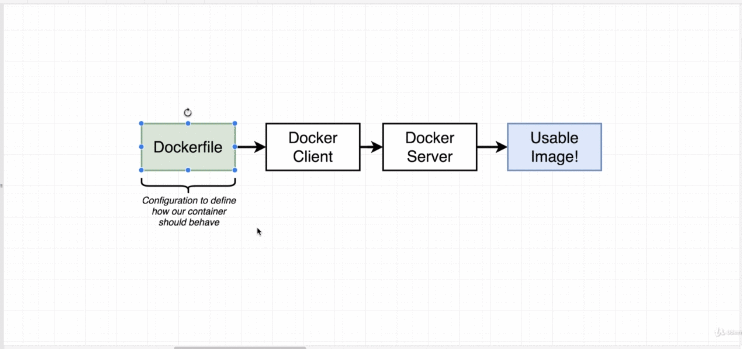 Dockerfile
Docker
Client
Docker
Server
Usable
Image!
Configuration to define
how our container
should behave